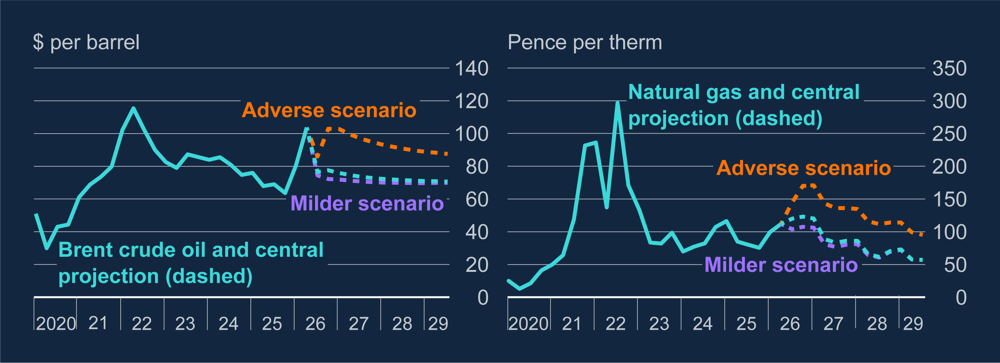 $ per barrel
140
120
Adverse scenario
100
80
60
Milder scenario
40
Brent crude oil and central
projection (dashed)
20
0
2020 21 22 23 24 25 26 27 28 29
Pence per therm
350
Natural gas and central
projection (dashed)
300
250
200
Adverse scenario
150
100
Milder scenario
50
0
2020 21 22 23 24 25 26 27 28 29